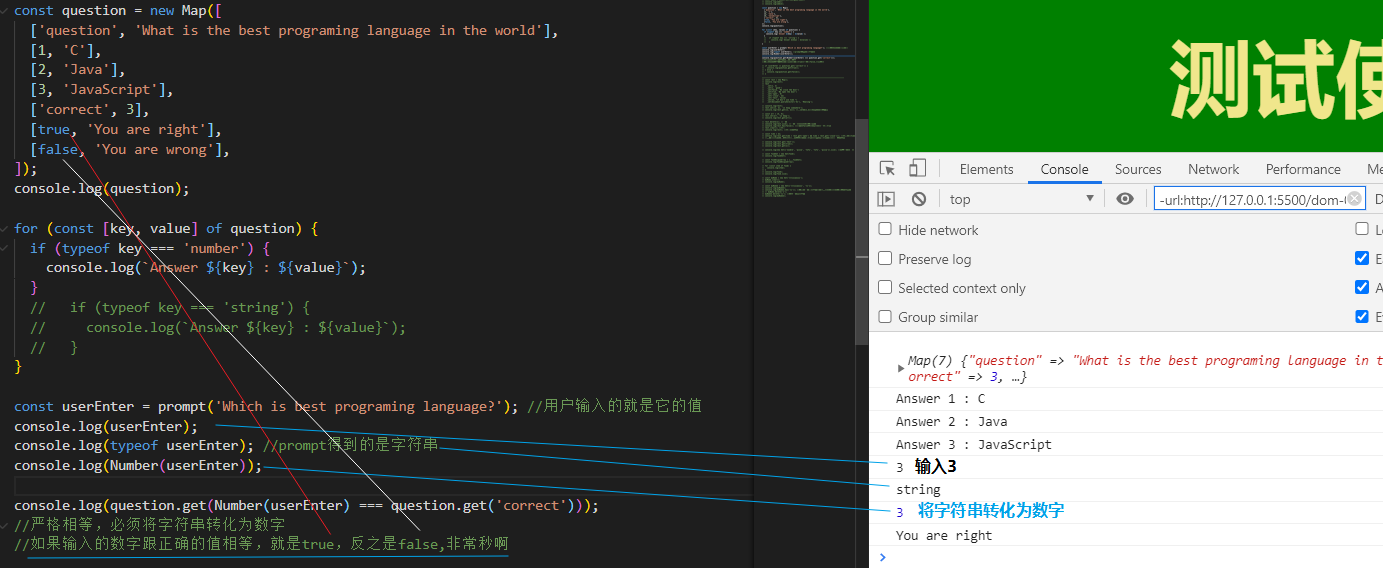 const question = new Map([
['question', 'What is the best programing language in the world'],
[1, 'C'],
[2, 'Java'],
[3, 'JavaScript'],
['correct', 3],
[true, 'You are right'],
[false, 'You are wrong'],
]);
console.log(question);
for (const [key, value] of question) {
if (typeof key === 'number') {
console.log(`Answer ${key} : ${value}`);
}
// if (typeof key === 'string') {
// console.log(`Answer ${key} : ${value}`);
// }
}
const userEnter = prompt('Which is best programing language?'); //用户输入的就是它的值
console.log(userEnter);
console.log(typeof userEnter); //prompt得到的是字符串
console.log(Number(userEnter));
console.log(question.get(Number(userEnter) === question.get('correct')));
//严格相等，必须将字符串转化为数字
//如果输入的数字跟正确的值相等，就是true，反之是false,非常秒啊
测试使
Elements Console Sources Network Performance Me
top -url:http://127.0.0.1:5500/dom- D
Hide network
Preserve log
Selected context only
Group similar
Map(7) {"question" => "What is the best programing language in t
orrect" => 3, …}
Answer 1 : C
Answer 2 : Java
Answer 3 : JavaScript
3 输入3
string
3 将字符串转化为数字
You are right